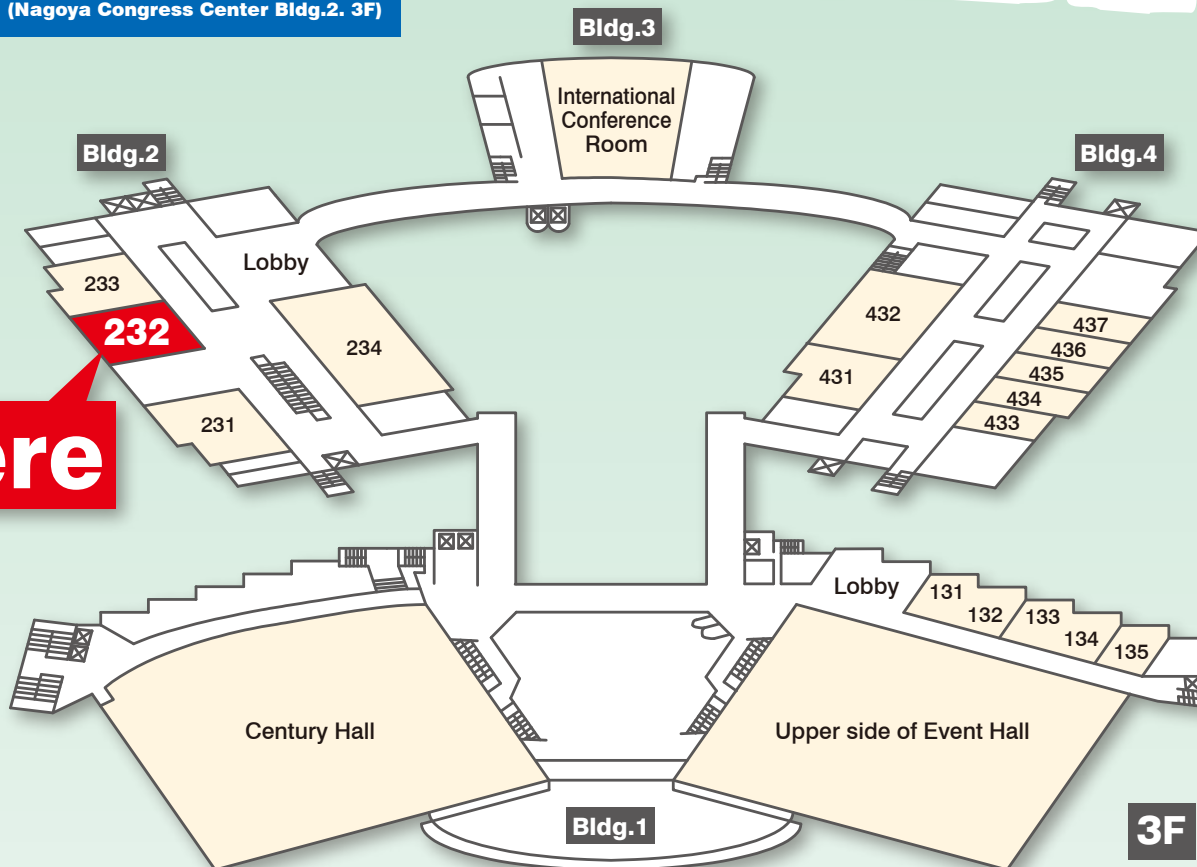 (Nagoya Congress Center Bldg.2. 3F)
Bldg.3
International
Conference
Room
Bldg.2
Bldg.4
Lobby
233
232
234
231
432
431
437
436
435
434
433
Lobby
131
132
133
134
135
Century Hall
Upper side of Event Hall
Bldg.1
3F